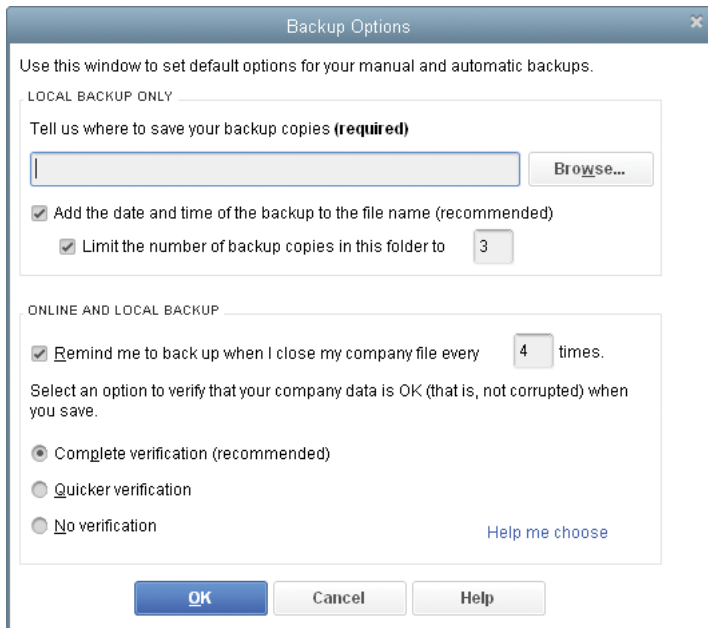 Backup Options
Use this window to set default options for your manual and automatic backups.
LOCAL BACKUP ONLY
Tell us where to save your backup copies (required)
Browse...
Add the date and time of the backup to the file name (recommended)
Limit the number of backup copies in this folder to 3
ONLINE AND LOCAL BACKUP
Remind me to back up when I close my company file every 4 times.
Select an option to verify that your company data is OK (that is, not corrupted) when
you save.
Complete verification (recommended)
Quicker verification
No verification
Help me choose
OK Cancel Help